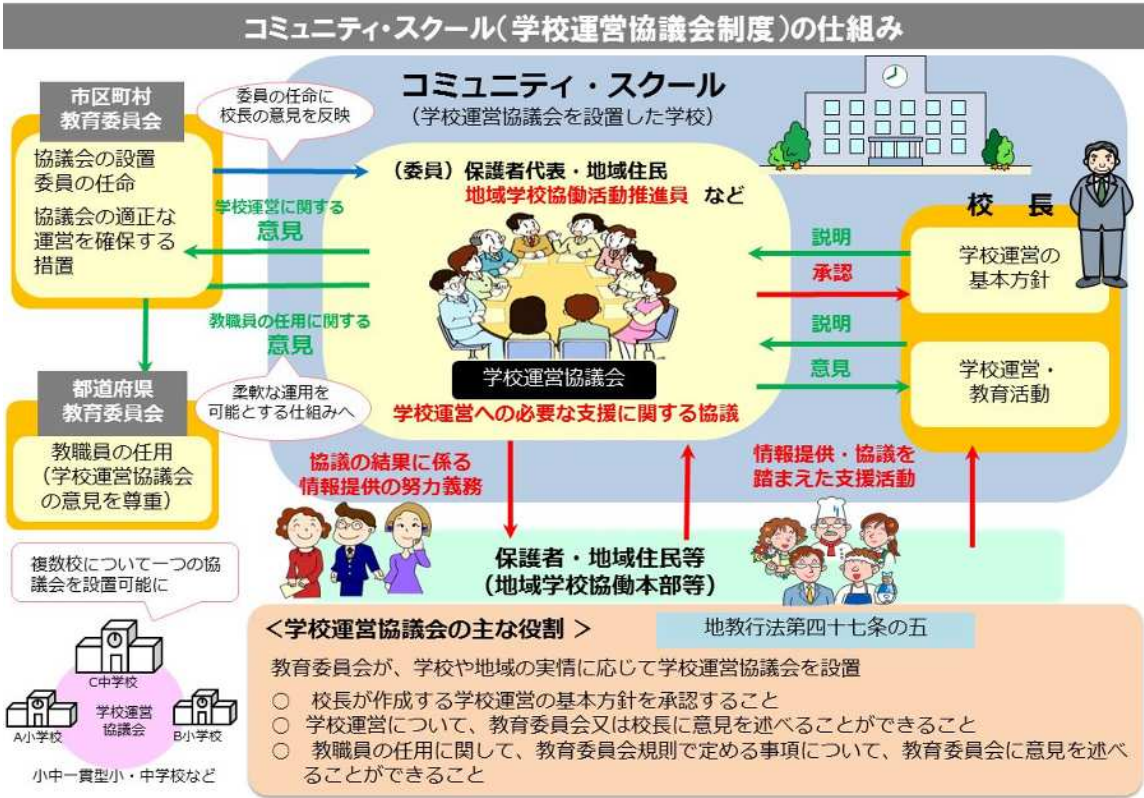 コミュニティ・スクール(学校運営協議会制度)の仕組み
市区町村
教育委員会
協議会の設置
委員の任命
協議会の適正な
運営を確保する
措置
委員の任命に
校長の意見を反映
コミュニティ・スクール
(学校運営協議会を設置した学校)
(委員)保護者代表・地域住民
地域学校協働活動推進員 など
学校運営に関する
意見
教職員の任用に関する
意見
学校運営協議会
学校運営への必要な支援に関する協議
説明
承認
説明
意見
校 長
学校運営の
基本方針
学校運営・
教育活動
都道府県
教育委員会
教職員の任用
(学校運営協議会
の意見を尊重)
柔軟な運用を
可能とする仕組みへ
協議の結果に係る
情報提供の努力義務
情報提供・協議を
踏まえた支援活動
保護者・地域住民等
(地域学校協働本部等)
複数校について一つの協
議会を設置可能に
C中学校
A小学校
学校運営
協議会
B小学校
小中一貫型小・中学校など
<学校運営協議会の主な役割 >
地教行法第四十七条の五
教育委員会が、学校や地域の実情に応じて学校運営協議会を設置
○ 校長が作成する学校運営の基本方針を承認すること
○ 学校運営について、教育委員会又は校長に意見を述べることができること
○ 教職員の任用に関して、教育委員会規則で定める事項について、教育委員会に意見を述べ
ることができること